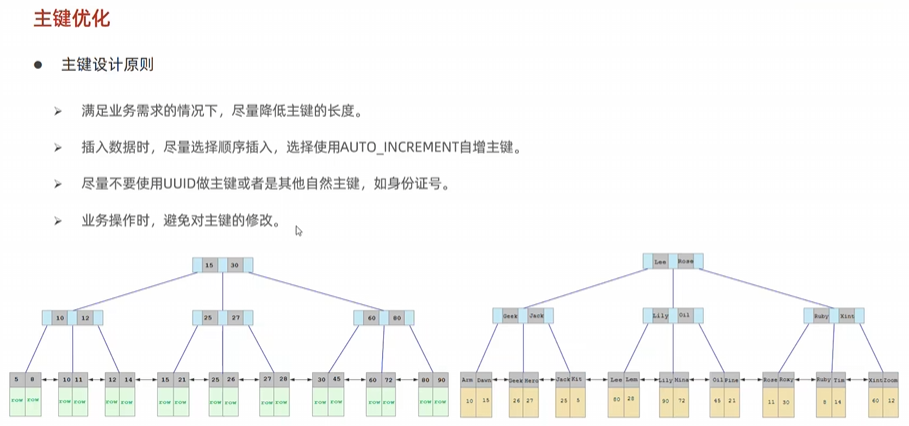 主键优化
主键设计原则
满足业务需求的情况下，尽量降低主键的长度。
插入数据时，尽量选择顺序插入，选择使用AUTO_INCREMENT自增主键。
尽量不要使用UUID做主键或者是其他自然主键，如身份证号。
业务操作时，避免对主键的修改。
15 30
Lee Rose
10 12
25 27
60 80
Geek Jack
Lily Oil
Ruby Xint
5 8
10 11
12 14
15 21
25 26
27 28
30 45
60 72
80 90
Arm Dawn
Geek Hero
Jack Kit
Lee Lem
Lily Nina
Oil Pine
Rose Roxy
Ruby Tim
Xint Zoom
row row
row row
row row
row row
row row
row row
row row
row row
row row
10 15
26 27
25 5
80 28
90 72
45 21
11 30
8 14
60 12